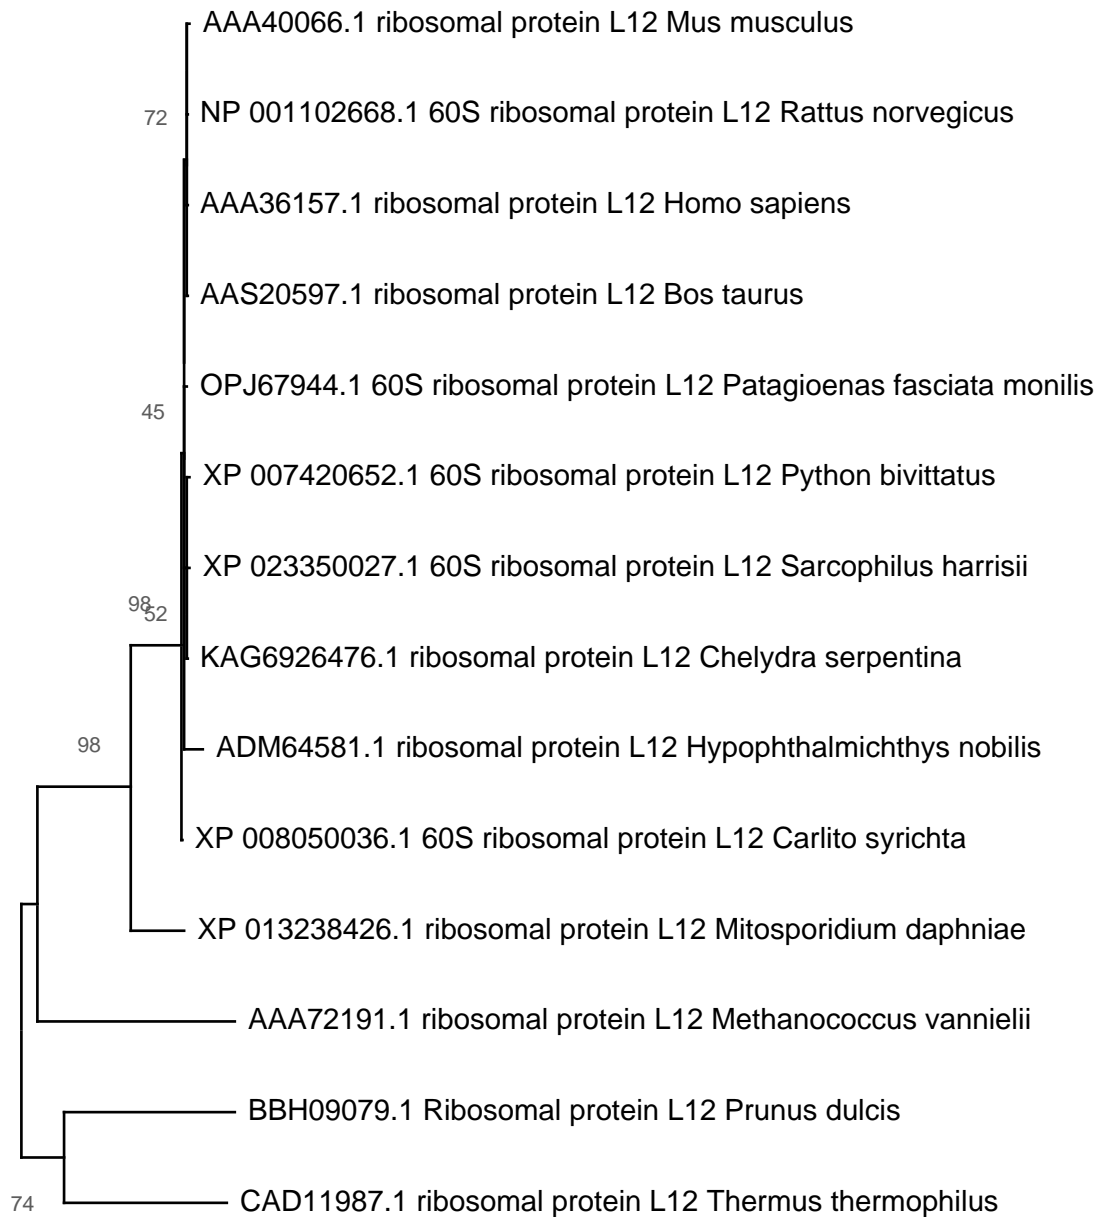 AAA40066.1 ribosomal protein L12 Mus musculus
72
NP 001102668.1 60S ribosomal protein L12 Rattus norvegicus
AAA36157.1 ribosomal protein L12 Homo sapiens
AAS20597.1 ribosomal protein L12 Bos taurus
OPJ67944.1 60S ribosomal protein L12 Patagioenas fasciata monilis
45
XP 007420652.1 60S ribosomal protein L12 Python bivittatus
XP 023350027.1 60S ribosomal protein L12 Sarcophilus harrisii
98
52
KAG6926476.1 ribosomal protein L12 Chelydra serpentina
98
ADM64581.1 ribosomal protein L12 Hypophthalmichthys nobilis
XP 008050036.1 60S ribosomal protein L12 Carlito syrichta
XP 013238426.1 ribosomal protein L12 Mitosporidium daphniae
AAA72191.1 ribosomal protein L12 Methanococcus vannielii
BBH09079.1 Ribosomal protein L12 Prunus dulcis
74
CAD11987.1 ribosomal protein L12 Thermus thermophilus